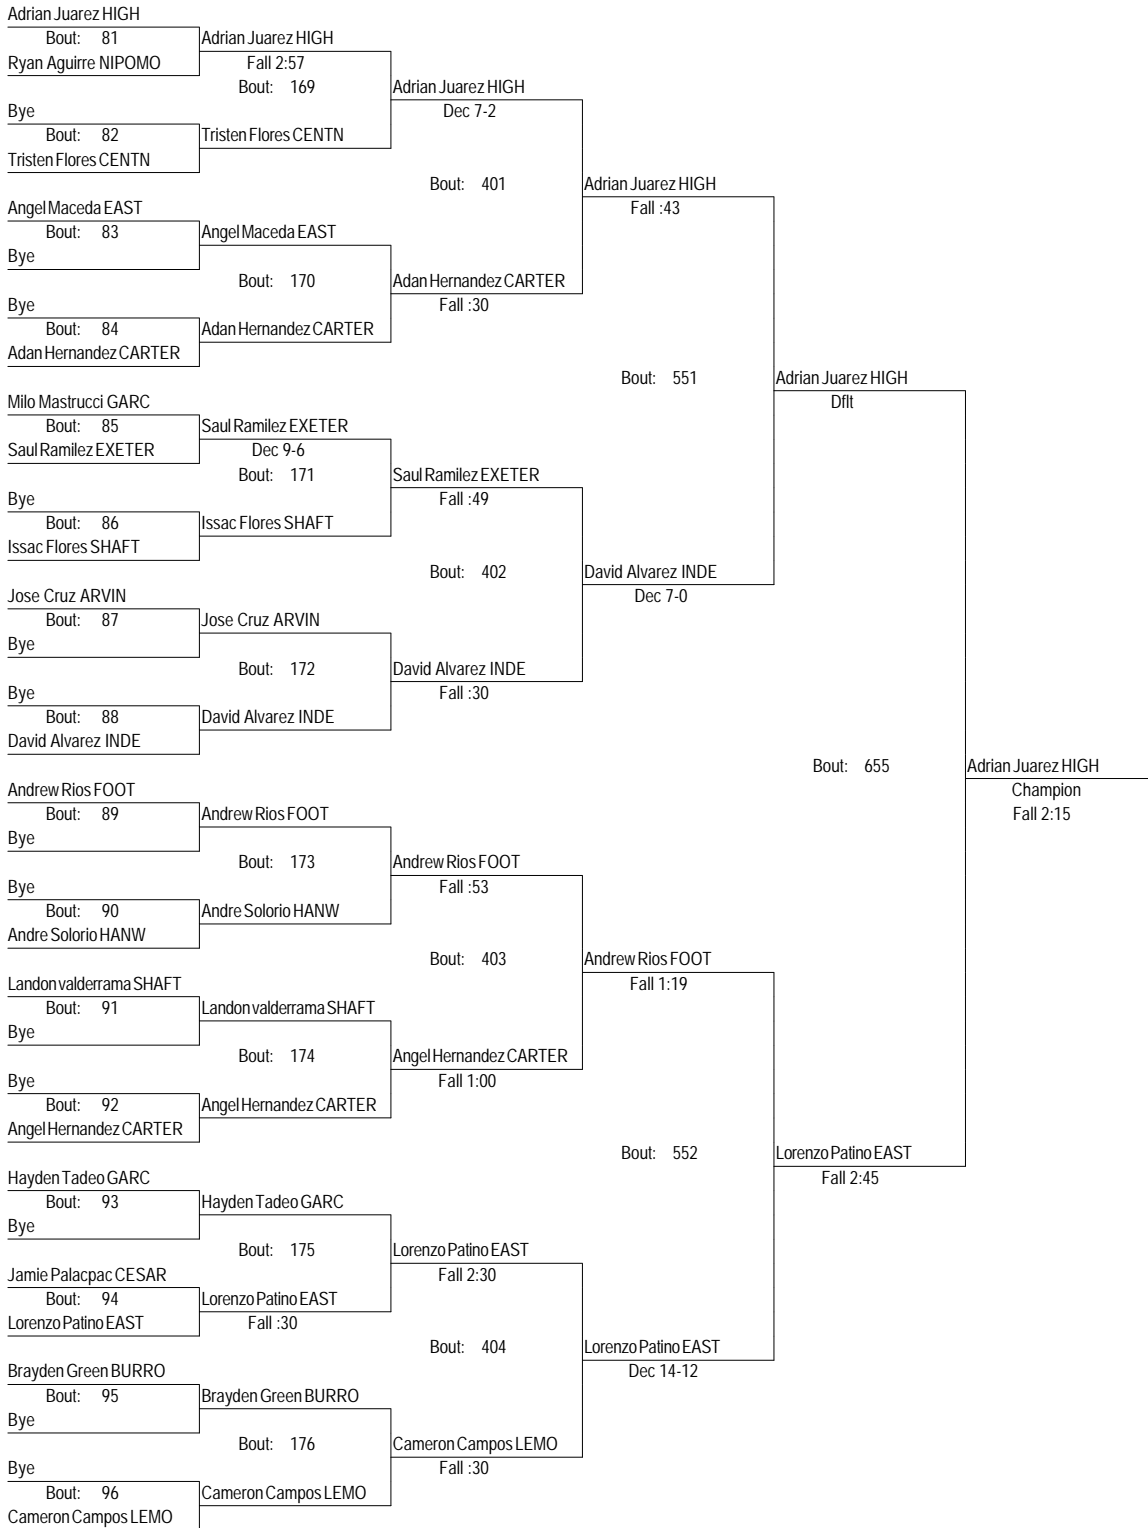 Adrian Juarez HIGH
Bout: 81
Adrian Juarez HIGH
Ryan Aguirre NIPOMO
Fall 2:57
Bout: 169
Adrian Juarez HIGH
Bye
Dec 7-2
Bout: 82
Tristen Flores CENTN
Tristen Flores CENTN
Bout: 401
Adrian Juarez HIGH
Angel Maceda EAST
Fall :43
Bout: 83
Angel Maceda EAST
Bye
Bout: 170
Adan Hernandez CARTER
Bye
Fall :30
Bout: 84
Adan Hernandez CARTER
Adan Hernandez CARTER
Bout: 551
Adrian Juarez HIGH
Milo Mastrucci GARC
Dflt
Bout: 85
Saul Ramilez EXETER
Saul Ramilez EXETER
Dec 9-6
Bout: 171
Saul Ramilez EXETER
Bye
Fall :49
Bout: 86
Issac Flores SHAFT
Issac Flores SHAFT
Bout: 402
David Alvarez INDE
Jose Cruz ARVIN
Dec 7-0
Bout: 87
Jose Cruz ARVIN
Bye
Bout: 172
David Alvarez INDE
Bye
Fall :30
Bout: 88
David Alvarez INDE
David Alvarez INDE
Bout: 655
Adrian Juarez HIGH
Andrew Rios FOOT
Champion
Bout: 89
Andrew Rios FOOT
Fall 2:15
Bye
Bout: 173
Andrew Rios FOOT
Bye
Fall :53
Bout: 90
Andre Solorio HANW
Andre Solorio HANW
Bout: 403
Andrew Rios FOOT
Landon valderrama SHAFT
Fall 1:19
Bout: 91
Landon valderrama SHAFT
Bye
Bout: 174
Angel Hernandez CARTER
Bye
Fall 1:00
Bout: 92
Angel Hernandez CARTER
Angel Hernandez CARTER
Bout: 552
Lorenzo Patino EAST
Hayden Tadeo GARC
Fall 2:45
Bout: 93
Hayden Tadeo GARC
Bye
Bout: 175
Lorenzo Patino EAST
Jamie Palacpac CESAR
Fall 2:30
Bout: 94
Lorenzo Patino EAST
Lorenzo Patino EAST
Fall :30
Bout: 404
Lorenzo Patino EAST
Brayden Green BURRO
Dec 14-12
Bout: 95
Brayden Green BURRO
Bye
Bout: 176
Cameron Campos LEMO
Bye
Fall :30
Bout: 96
Cameron Campos LEMO
Cameron Campos LEMO